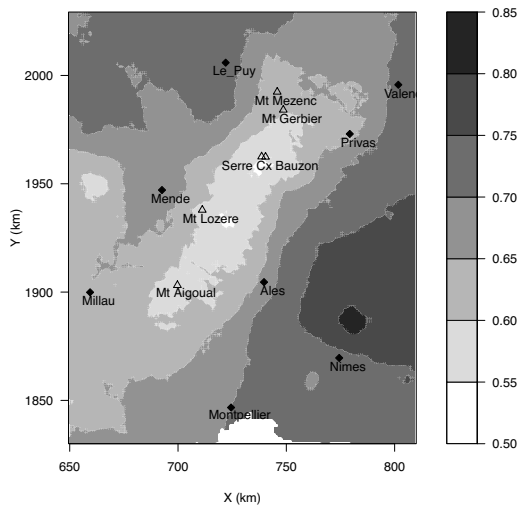 0.85
2000
Le_Puy
Mt Mezenc
Valenc
0.80
Mt Gerbier
Privas
0.75
Serre Cx Bauzon
1950
Mende
0.70
Mt Lozere
Y (km)
0.65
1900
Mt Aigoual
Ales
Millau
0.60
Nimes
0.55
1850
Montpellier
0.50
650
700
750
800
X (km)